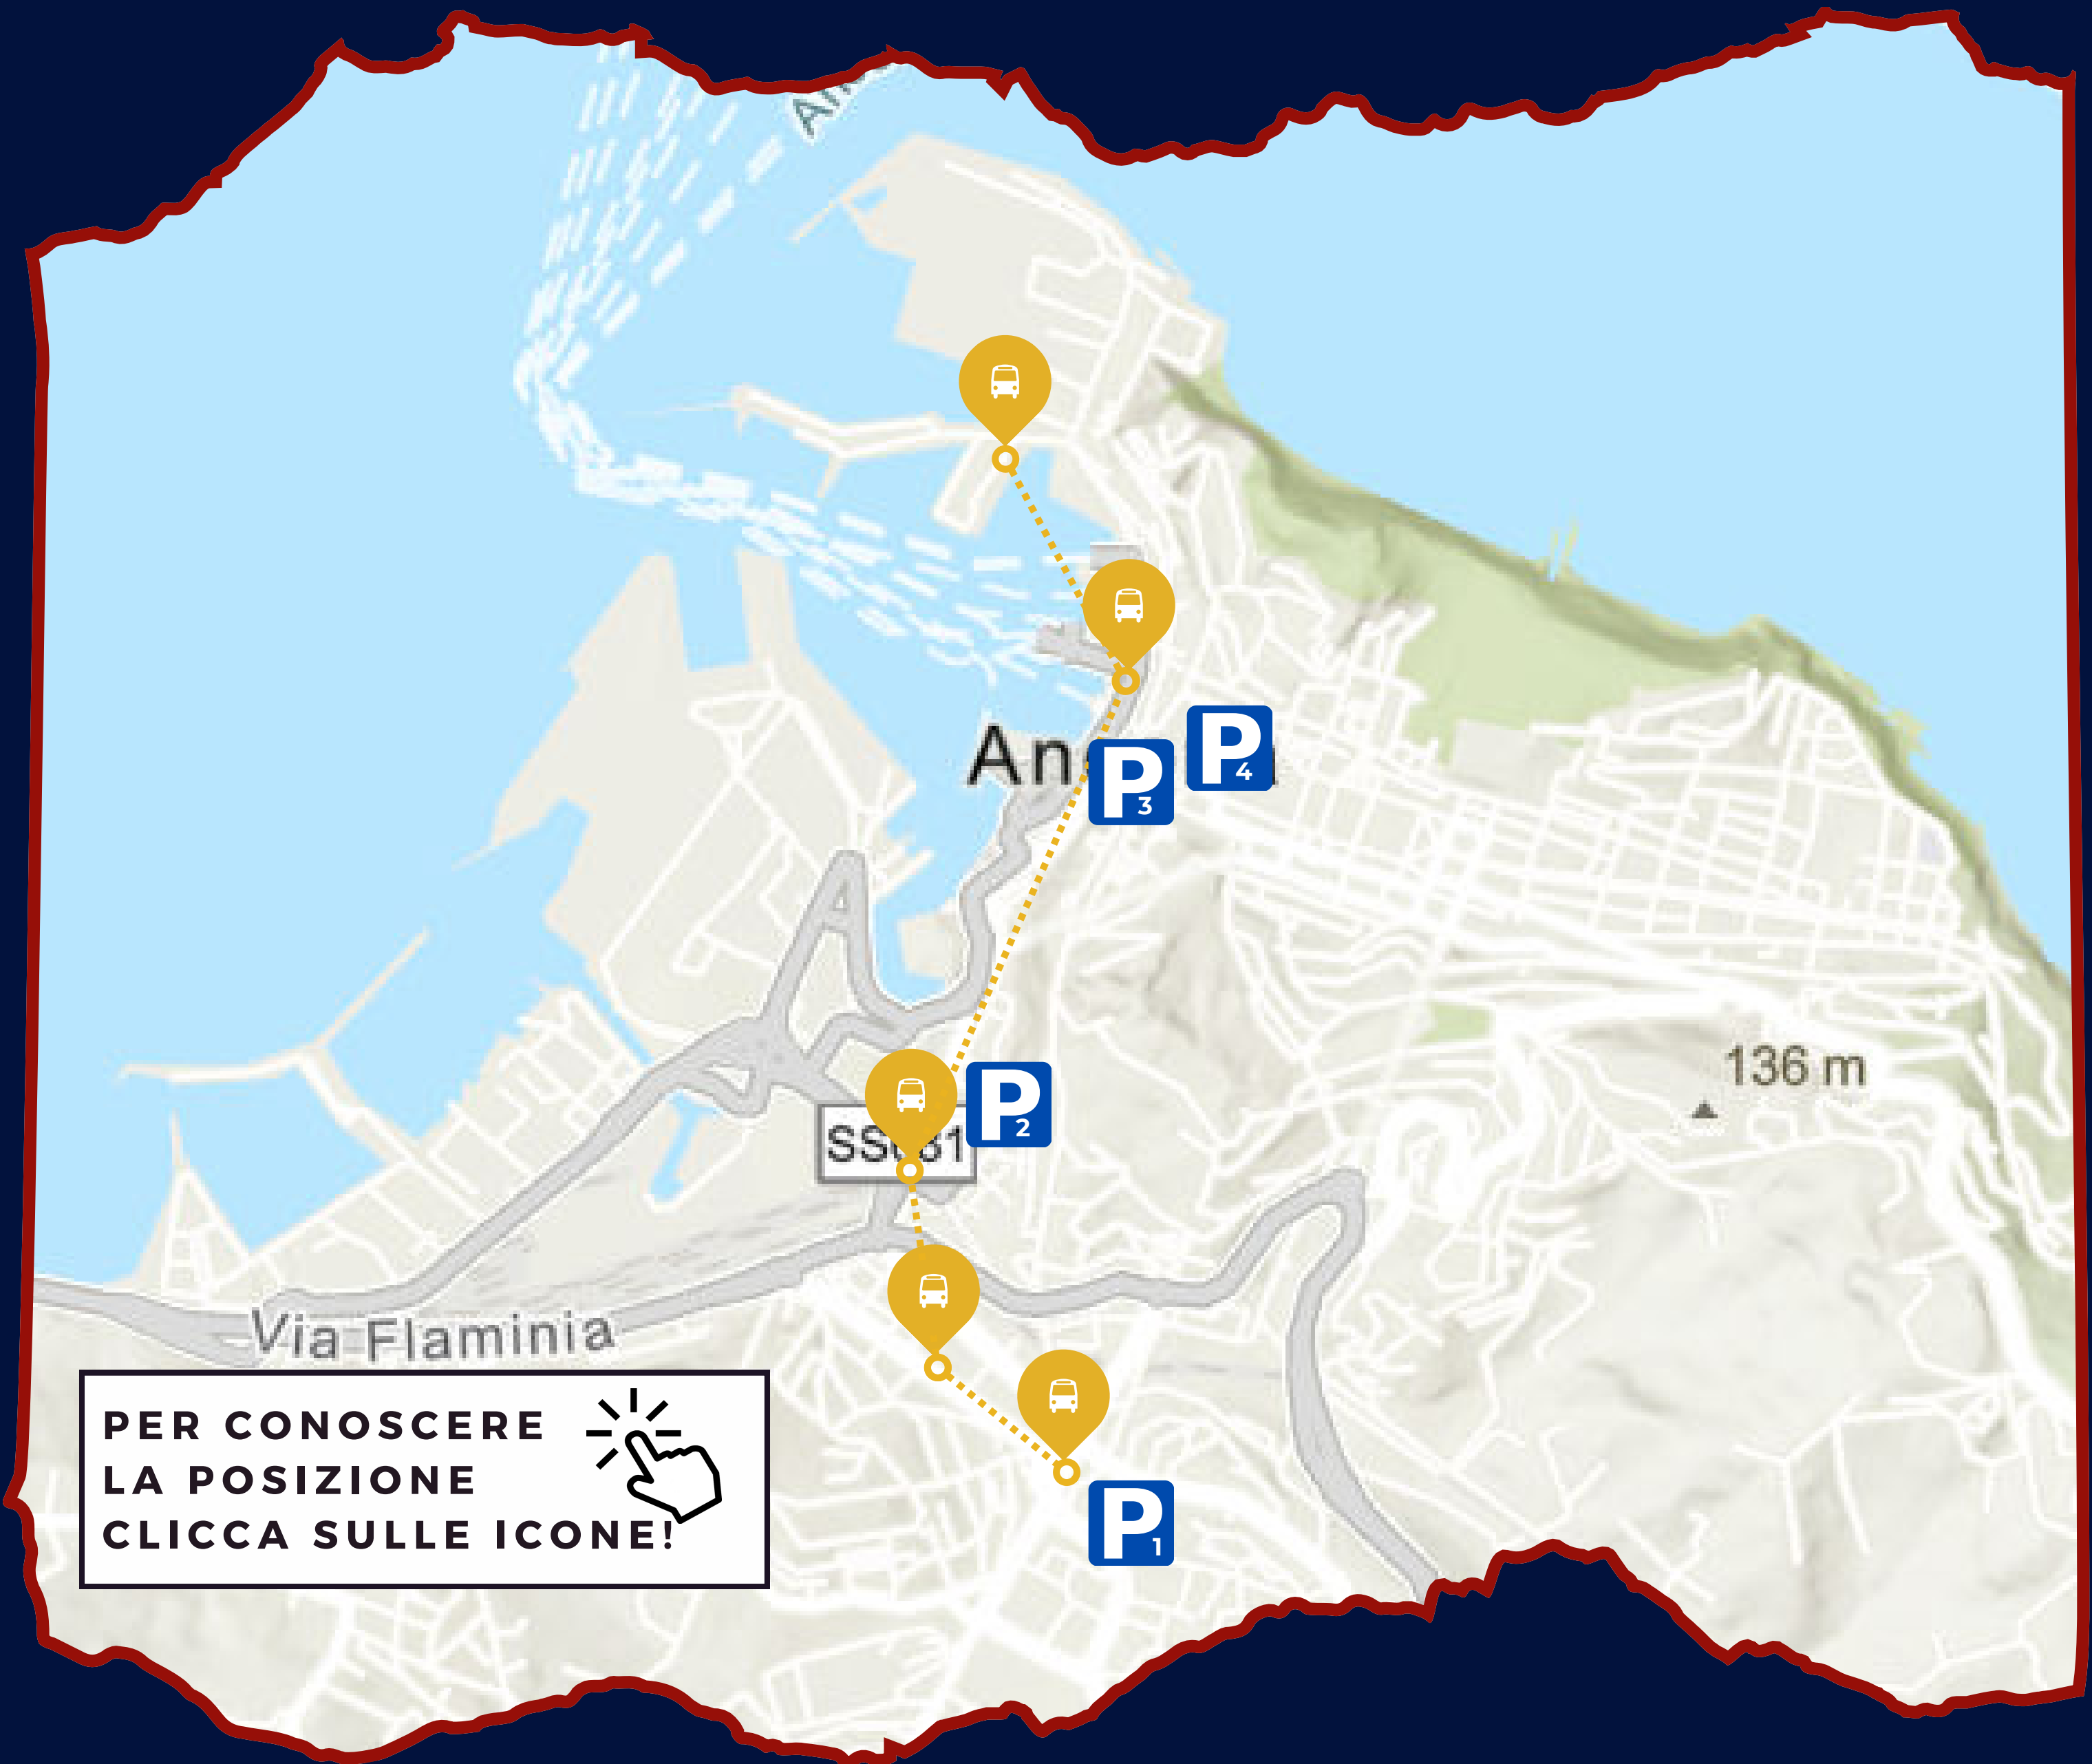 P
4
P
3
136 m
P
2
Via Flaminia
PER CONOSCERE
LA POSIZIONE
CLICCA SULLE ICONE!
P
1